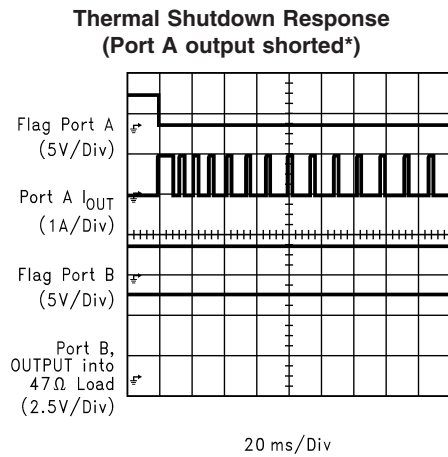 Thermal Shutdown Response
(Port A output shorted*)
Flag Port A
(5V/Div)
Port A IOUT
(1A/Div)
Flag Port B
(5V/Div)
Port B,
OUTPUT into
47Ω Load
(2.5V/Div)
20 ms/Div